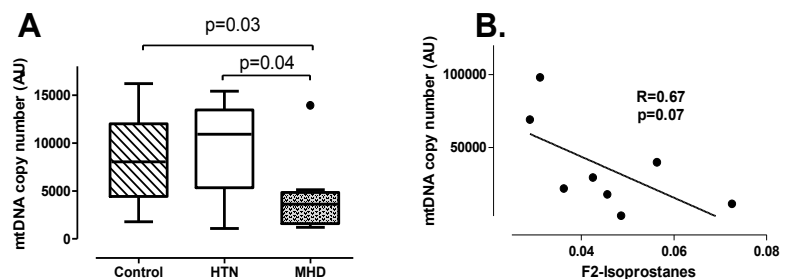 A
p=0.03
p=0.04
mtDNA copy number (AU)
15000
10000
5000
0
Control HTN MHD
B.
mtDNA copy number (AU)
100000
50000
R=0.67
p=0.07
0.04 0.06 0.08
F2-Isoprostanes